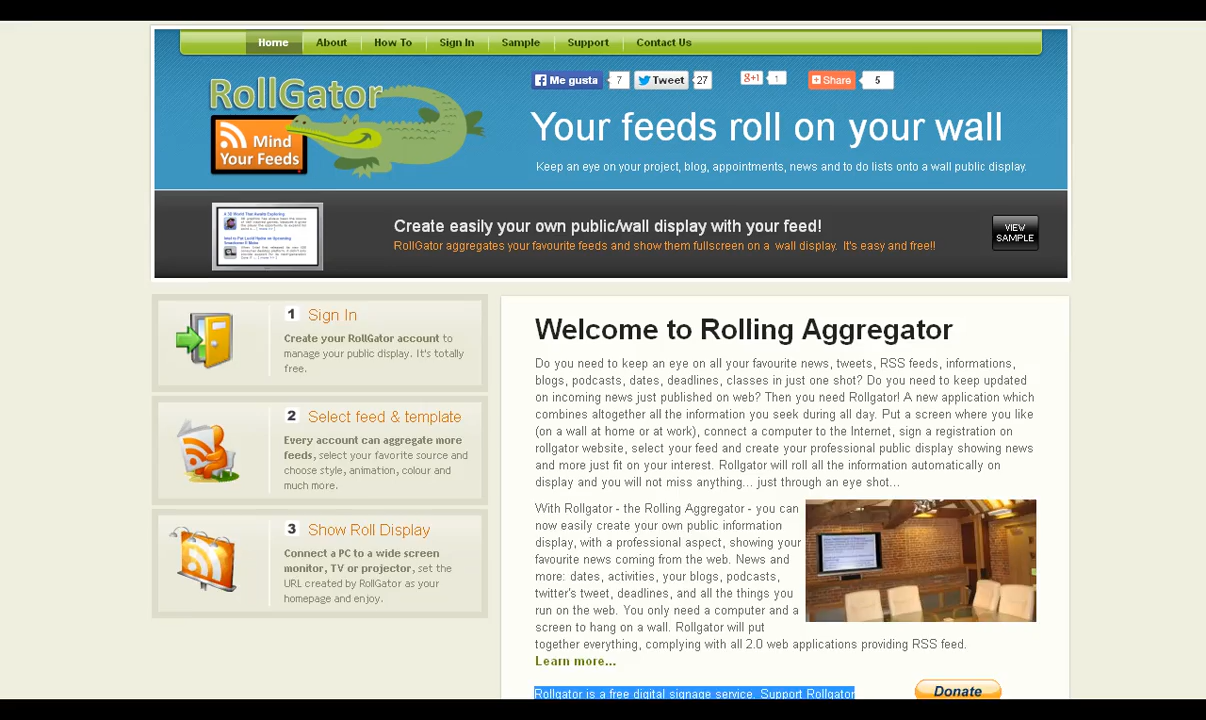 Home About How To Sign In Sample Support Contact Us
RollGator
Mind
Your Feeds
Me gusta 7 Tweet 27 g+1 1 Share 5
Your feeds roll on your wall
Keep an eye on your project, blog, appointments, news and to do lists onto a wall public display.
Create easily your own public/wall display with your feed!
RollGator aggregates your favourite feeds and show them fullscreen on a wall display. It's easy and free!!
VIEW
SAMPLE
1 Sign In
Create your RollGator account to
manage your public display. It's totally
free.
2 Select feed & template
Every account can aggregate more
feeds, select your favorite source and
choose style, animation, colour and
much more.
3 Show Roll Display
Connect a PC to a wide screen
monitor, TV or projector, set the
URL created by RollGator as your
homepage and enjoy.
Welcome to Rolling Aggregator
Do you need to keep an eye on all your favourite news, tweets, RSS feeds, informations,
blogs, podcasts, dates, deadlines, classes in just one shot? Do you need to keep updated
on incoming news just published on web? Then you need Rollgator! A new application which
combines altogether all the information you seek during all day. Put a screen where you like
(on a wall at home or at work), connect a computer to the Internet, sign a registration on
rollgator website, select your feed and create your professional public display showing news
and more just fit on your interest. Rollgator will roll all the information automatically on
display and you will not miss anything... just through an eye shot...
With Rollgator - the Rolling Aggregator - you can
now easily create your own public information
display, with a professional aspect, showing your
favourite news coming from the web. News and
more: dates, activities, your blogs, podcasts,
twitter's tweet, deadlines, and all the things you
run on the web. You only need a computer and a
screen to hang on a wall. Rollgator will put
together everything, complying with all 2.0 web applications providing RSS feed.
Learn more...
Rollgator is a free digital signage service. Support Rollgator
Donate